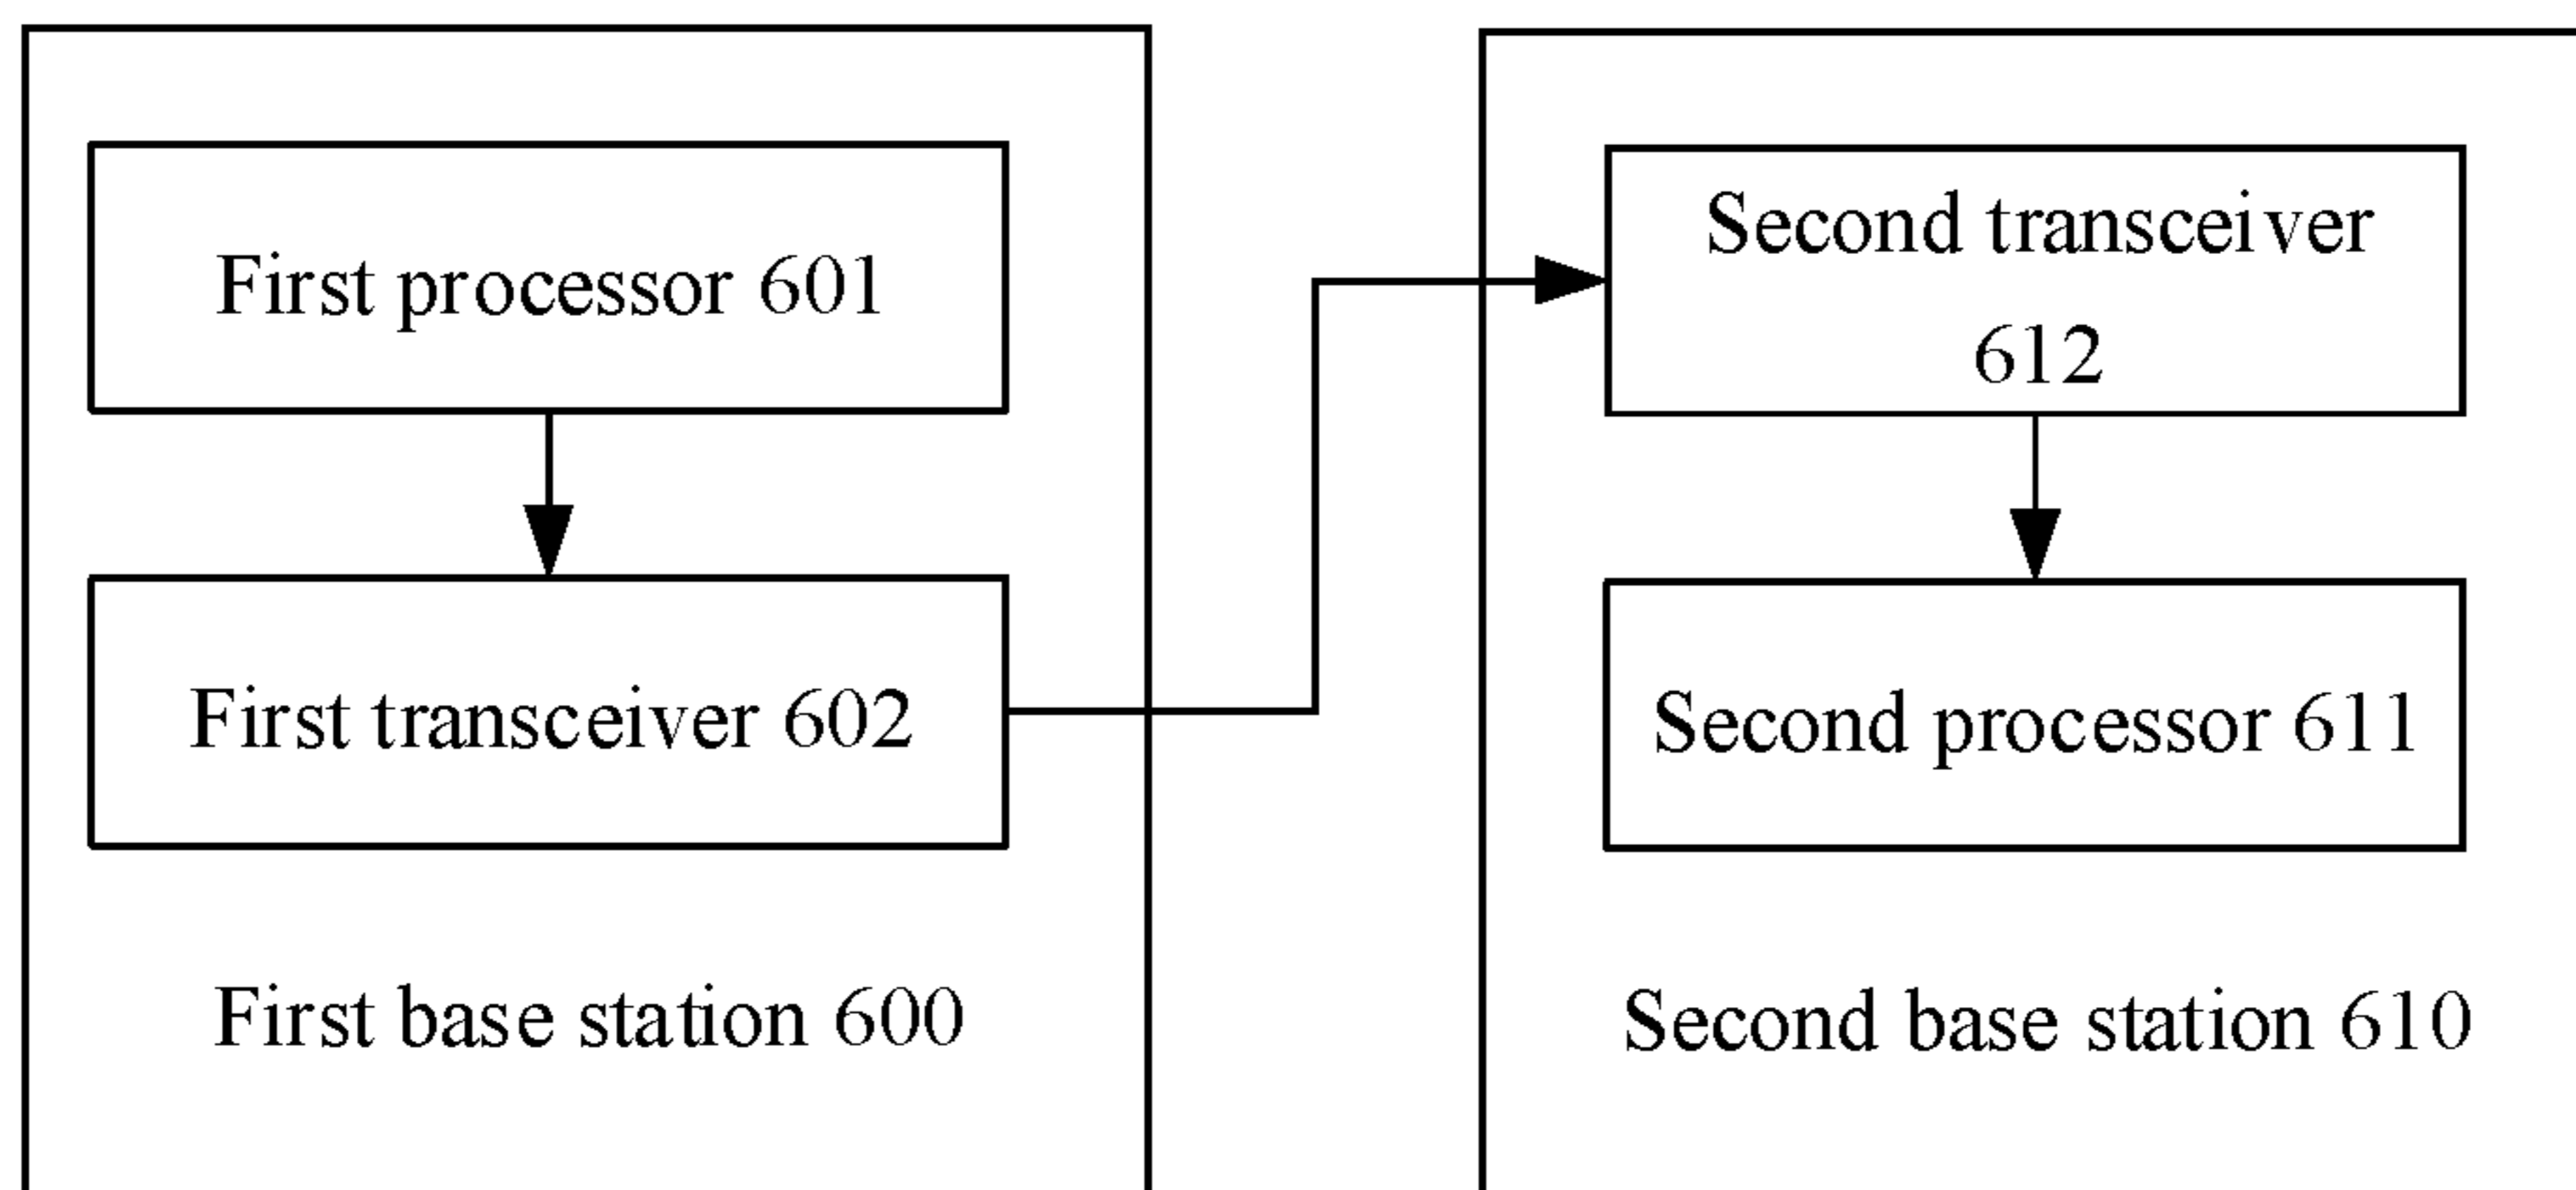 First processor 601
First transceiver 602
First base station 600
Second transceiver
612
Second processor 611
Second base station 610